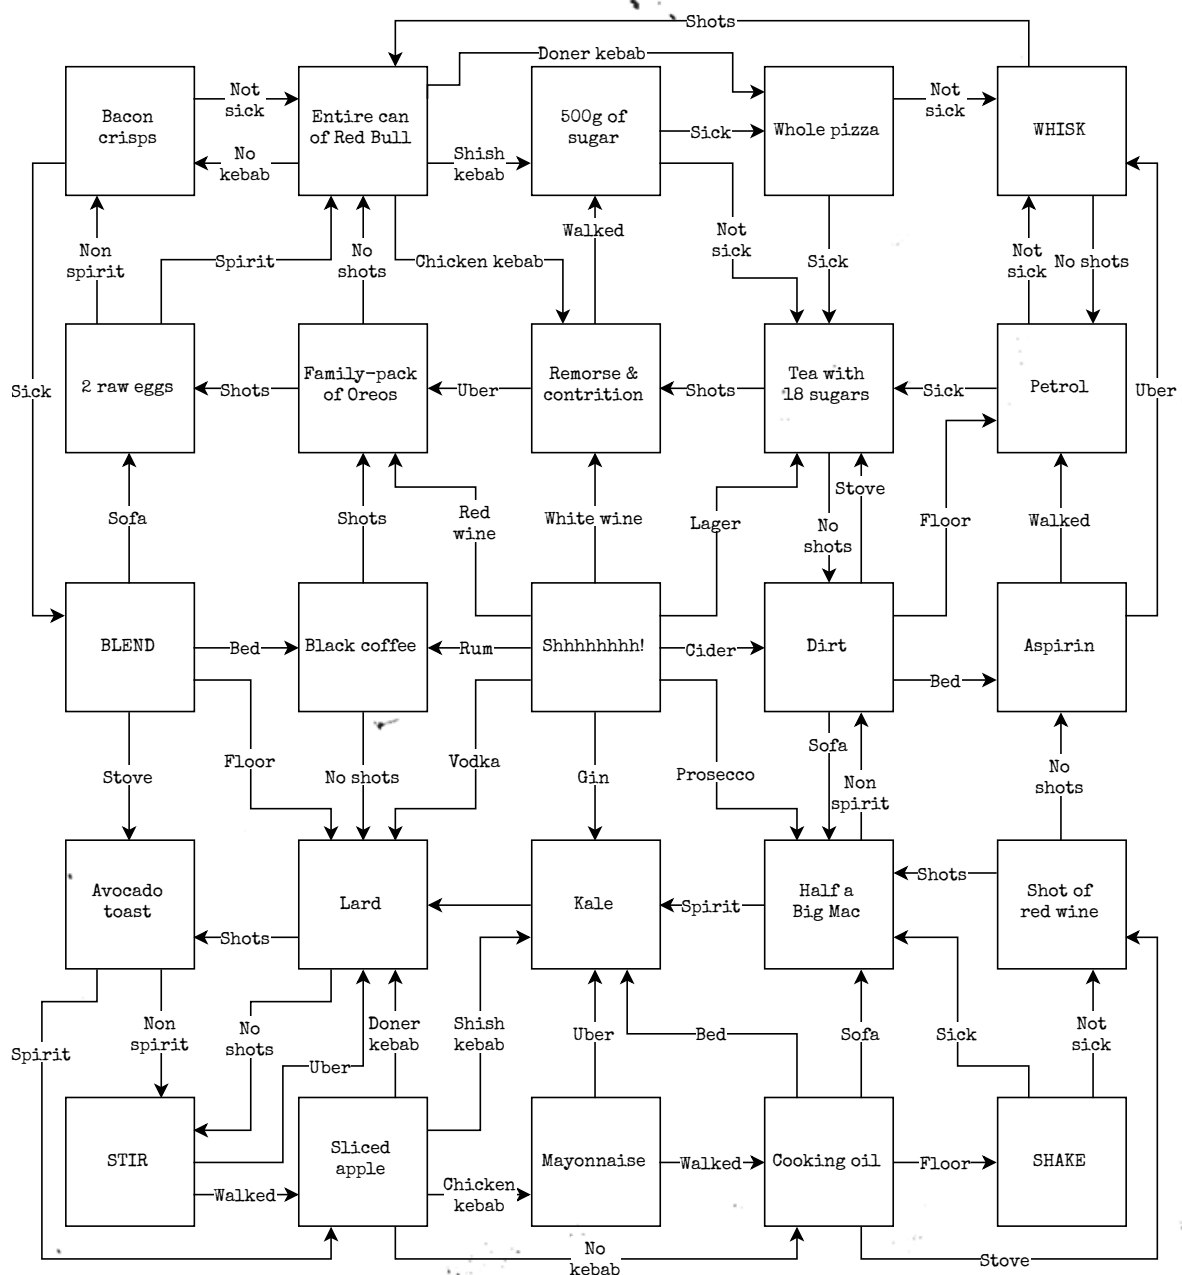 Shots
Doner kebab
Bacon
crisps
Not
sick
No
kebab
Entire can
of Red Bull
Shish
kebab
500g of
sugar
Sick
Whole pizza
Not
sick
WHISK
Non
spirit
Spirit
No
shots
Chicken kebab
Walked
Not
sick
Sick
Not
sick
No shots
Sick
2 raw eggs
Shots
Family-pack
of Oreos
Uber
Remorse &
contrition
Shots
Tea with
18 sugars
Sick
Petrol
Uber
Sofa
Shots
Red
wine
White wine
Lager
No
shots
Stove
Floor
Walked
BLEND
Bed
Black coffee
Rum
Shhhhhhhh!
Cider
Dirt
Bed
Aspirin
Stove
Floor
No shots
Vodka
Gin
Prosecco
Sofa
Non
spirit
No
shots
Avocado
toast
Shots
Lard
Kale
Spirit
Half a
Big Mac
Shots
Shot of
red wine
Spirit
Non
spirit
No
shots
Uber
Doner
kebab
Shish
kebab
Uber
Bed
Sofa
Sick
Not
sick
STIR
Walked
Sliced
apple
Chicken
kebab
Mayonnaise
Walked
Cooking oil
Floor
SHAKE
No
kebab
Stove